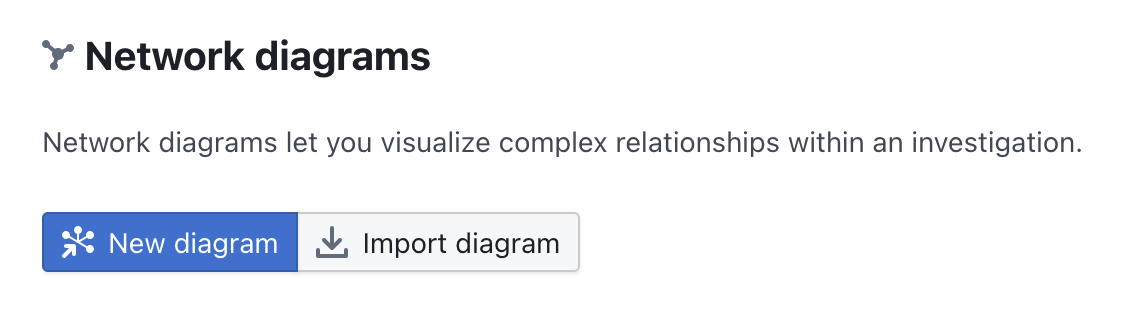 Network diagrams
Network diagrams let you visualize complex relationships within an investigation.
New diagram
Import diagram